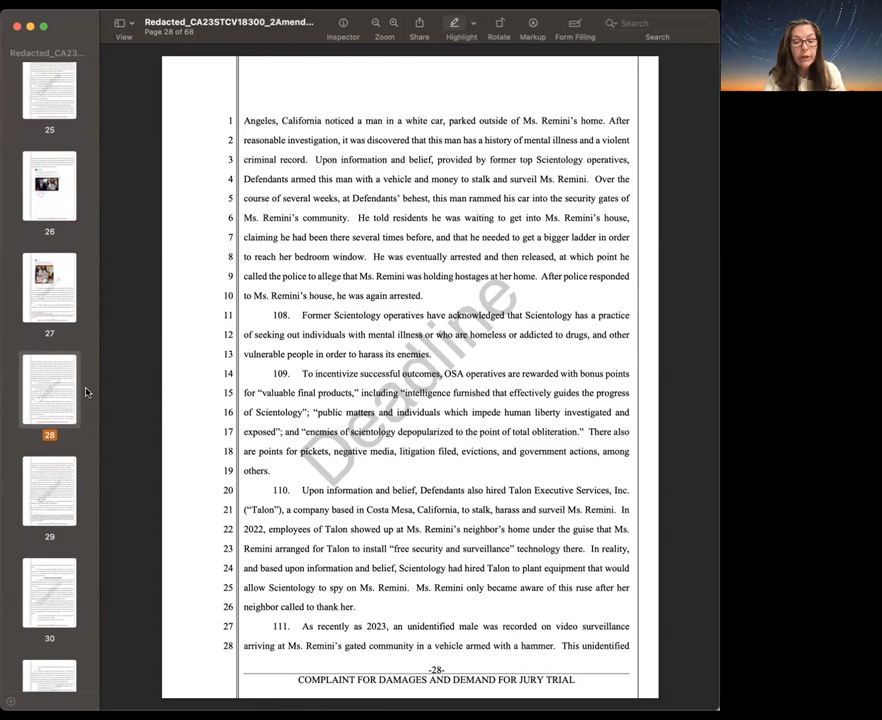 Redacted_CA23STCV1B300_2Amend...
Page 28 of 68
View
Inspector
Zoom
Share
Highlight
Rotate
Markup
Form Filling
Search
Search
Redacted_CA23...
25
26
27
28
29
30
1 Angeles, California noticed a man in a white car, parked outside of Ms. Remini's home. After
2 reasonable investigation, it was discovered that this man has a history of mental illness and a violent
3 criminal record. Upon information and belief, provided by former top Scientology operatives,
4 Defendants armed this man with a vehicle and money to stalk and surveil Ms. Remini. Over the
5 course of several weeks, at Defendants' behest, this man rammed his car into the security gates of
6 Ms. Remini's community. He told residents he was waiting to get into Ms. Remini's house,
7 claiming he had been there several times before, and that he needed to get a bigger ladder in order
8 to reach her bedroom window. He was eventually arrested and then released, at which point he
9 called the police to allege that Ms. Remini was holding hostages at her home. After police responded
10 to Ms. Remini's house, he was again arrested.
11 108. Former Scientology operatives have acknowledged that Scientology has a practice
12 of seeking out individuals with mental illness or who are homeless or addicted to drugs, and other
13 vulnerable people in order to harass its enemies.
14 109. To incentivize successful outcomes, OSA operatives are rewarded with bonus points
15 for "valuable final products," including "intelligence furnished that effectively guides the progress
16 of Scientology"; "public matters and individuals which impede human liberty investigated and
17 exposed"; and "enemies of scientology depopularized to the point of total obliteration." There also
18 are points for pickets, negative media, litigation filed, evictions, and government actions, among
19 others.
20 110. Upon information and belief, Defendants also hired Talon Executive Services, Inc.
21 ("Talon"), a company based in Costa Mesa, California, to stalk, harass and surveil Ms. Remini. In
22 2022, employees of Talon showed up at Ms. Remini's neighbor's home under the guise that Ms.
23 Remini arranged for Talon to install "free security and surveillance" technology there. In reality,
24 and based upon information and belief, Scientology had hired Talon to plant equipment that would
25 allow Scientology to spy on Ms. Remini. Ms. Remini only became aware of this ruse after her
26 neighbor called to thank her.
27 111. As recently as 2023, an unidentified male was recorded on video surveillance
28 arriving at Ms. Remini's gated community in a vehicle armed with a hammer. This unidentified
Deadline
-28-
COMPLAINT FOR DAMAGES AND DEMAND FOR JURY TRIAL